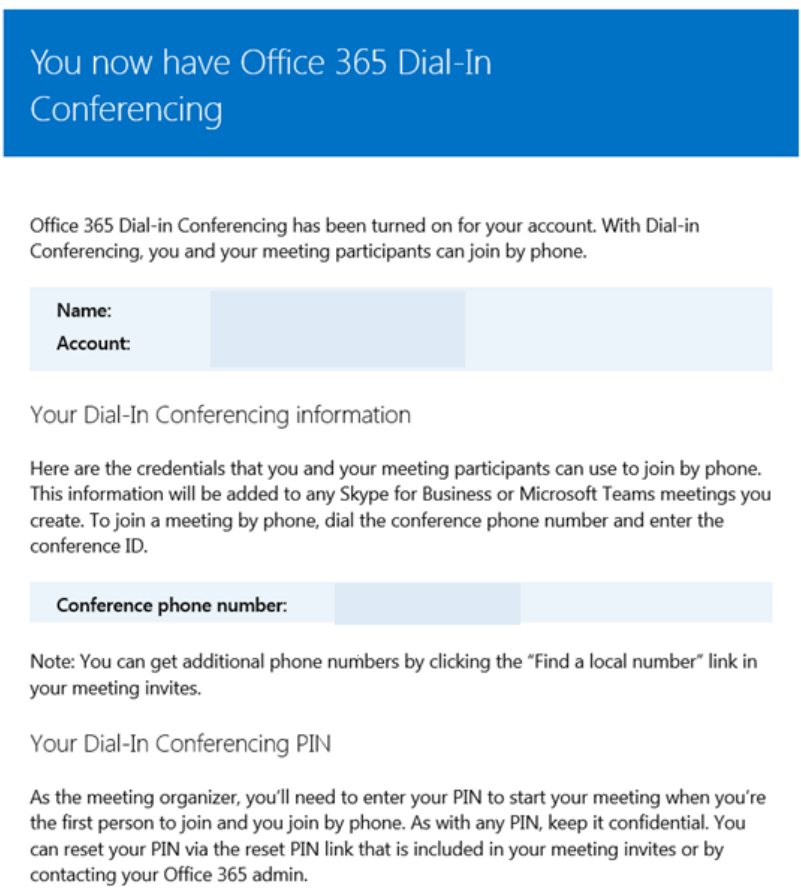 You now have Office 365 Dial-In
Conferencing
Office 365 Dial-in Conferencing has been turned on for your account. With Dial-in
Conferencing, you and your meeting participants can join by phone.
Name:
Account:
Your Dial-In Conferencing information
Here are the credentials that you and your meeting participants can use to join by phone.
This information will be added to any Skype for Business or Microsoft Teams meetings you
create. To join a meeting by phone, dial the conference phone number and enter the
conference ID.
Conference phone number:
Note: You can get additional phone numbers by clicking the “Find a local number” link in
your meeting invites.
Your Dial-In Conferencing PIN
As the meeting organizer, you’ll need to enter your PIN to start your meeting when you’re
the first person to join and you join by phone. As with any PIN, keep it confidential. You
can reset your PIN via the reset PIN link that is included in your meeting invites or by
contacting your Office 365 admin.